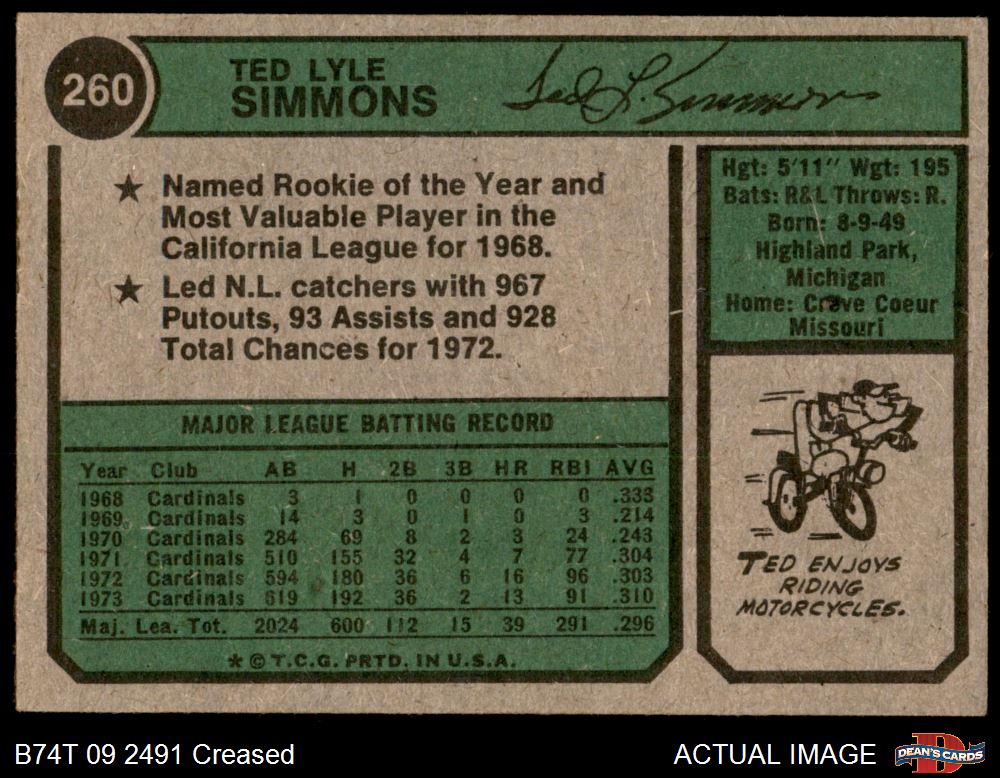 260
TED LYLE
SIMMONS
Ted L. Simmons
★ Named Rookie of the Year and
Most Valuable Player in the
California League for 1968.
★ Led N.L. catchers with 967
Putouts, 93 Assists and 928
Total Chances for 1972.
Hgt: 5'11'' Wgt: 195
Bats: R&L Throws: R.
Born: 8-9-49
Highland Park,
Michigan
Home: Creve Coeur
Missouri
MAJOR LEAGUE BATTING RECORD
Year Club AB H 2B 3B HR RBI AVG
1968 Cardinals 3 1 0 0 0 0 .333
1969 Cardinals 14 3 0 1 0 3 .214
1970 Cardinals 284 69 8 2 3 24 .243
1971 Cardinals 510 155 32 4 7 77 .304
1972 Cardinals 594 180 36 6 16 96 .303
1973 Cardinals 619 192 36 2 13 91 .310
Maj. Lea. Tot. 2024 600 112 15 39 291 .296
* © T.C.G. PRTD. IN U.S.A.
TED ENJOYS
RIDING
MOTORCYCLES.
B74T 09 2491 Creased
ACTUAL IMAGE
DEAN'S CARDS